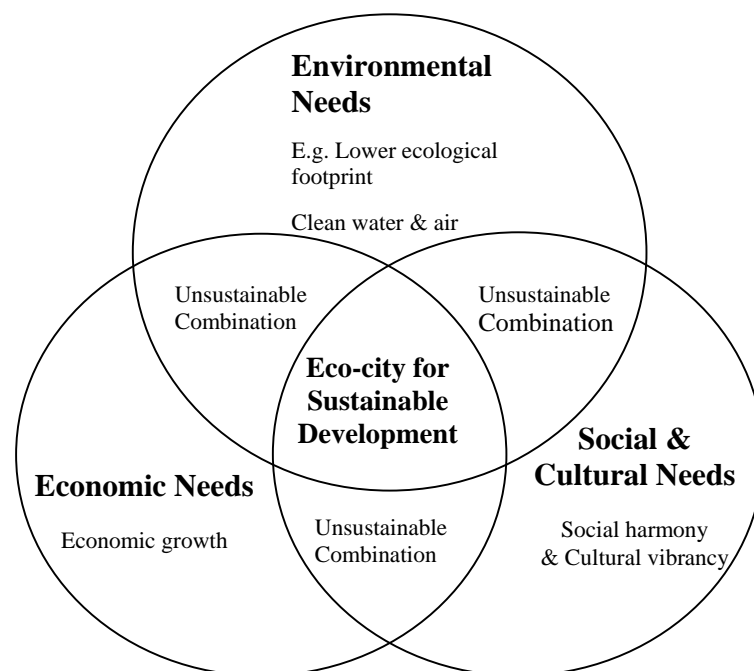 Environmental
Needs
E.g. Lower ecological
footprint
Clean water & air
Unsustainable
Combination
Unsustainable
Combination
Eco-city for
Sustainable
Development
Economic Needs
Economic growth
Social &
Cultural Needs
Social harmony
& Cultural vibrancy
Unsustainable
Combination